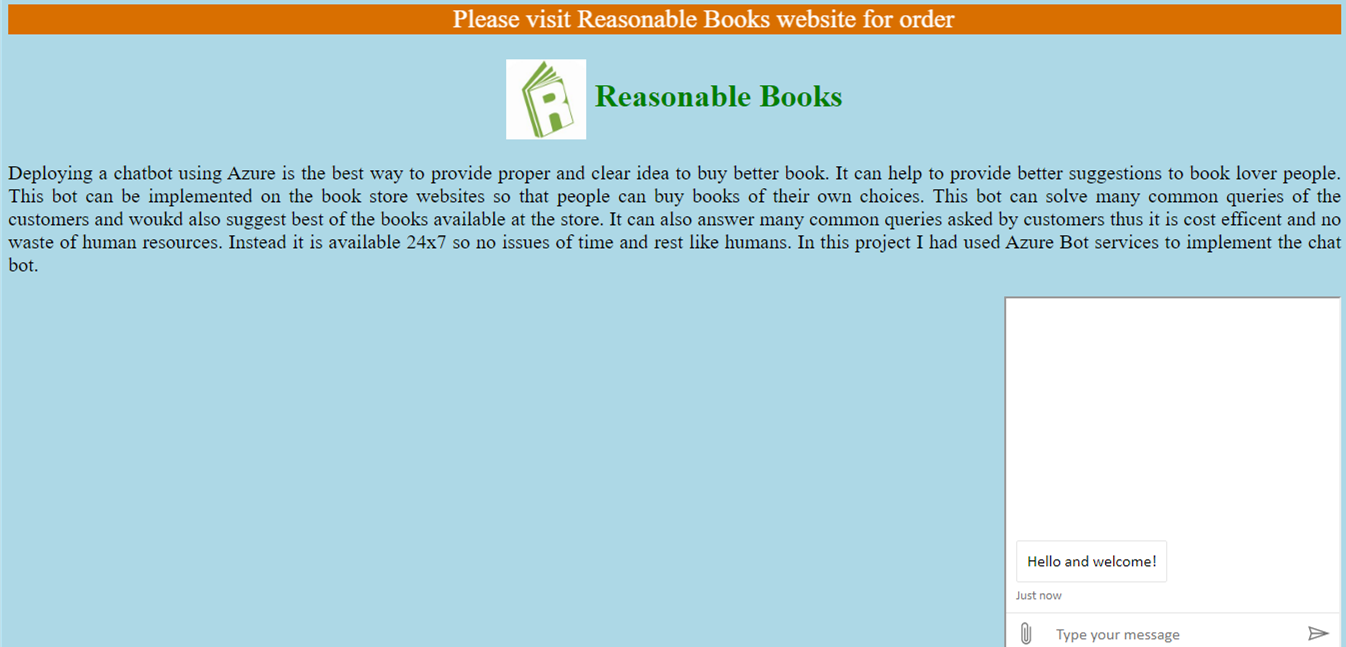 Please visit Reasonable Books website for order
R
Reasonable Books
Deploying a chatbot using Azure is the best way to provide proper and clear idea to buy better book. It can help to provide better suggestions to book lover people.
This bot can be implemented on the book store websites so that people can buy books of their own choices. This bot can solve many common queries of the
customers and woukd also suggest best of the books available at the store. It can also answer many common queries asked by customers thus it is cost efficent and no
waste of human resources. Instead it is available 24x7 so no issues of time and rest like humans. In this project I had used Azure Bot services to implement the chat
bot.
Hello and welcome!
Just now
Type your message